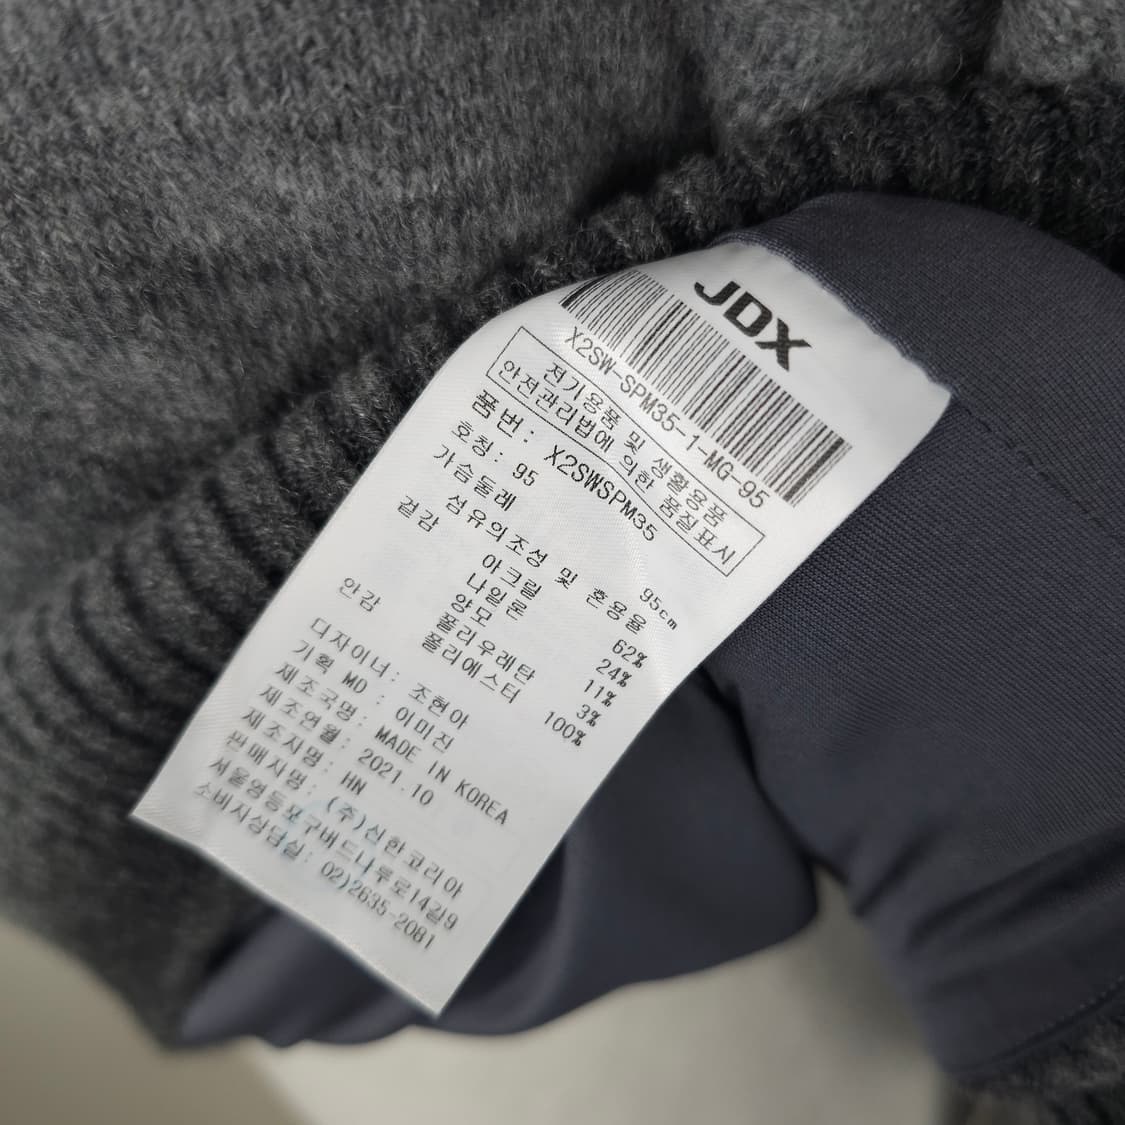 JDX
X2SW-SPM35-1-MG-95
전기용품 및 생활용품
안전관리법에 의한 품질표시
품번: X2SWSPM35
호칭: 95
가슴둘레 95cm
섬유의조성 및 혼용율
겉감 아크릴 62%
나일론 24%
양모 11%
폴리우레탄 3%
안감 폴리에스터 100%
디자이너: 조현아
기획 MD : 이미진
제조국명: MADE IN KOREA
제조연월: 2021.10
제조자명: HN
판매자명: (주)신한코리아
서울영등포구버드나루로14길9
소비자상담실: 02)2635-2081